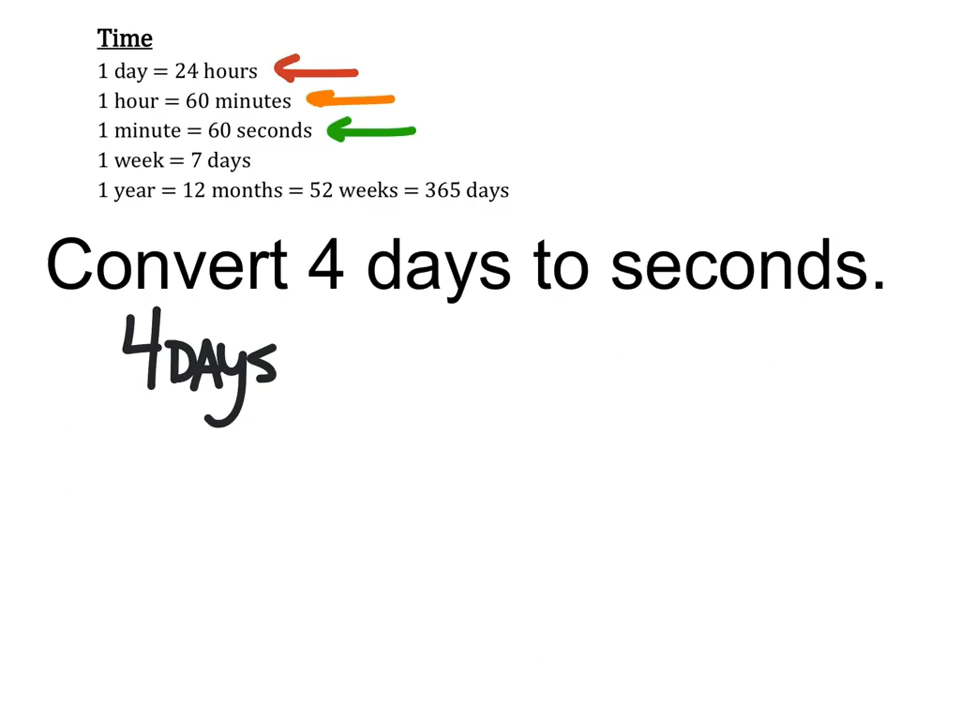 Time
1 day = 24 hours
1 hour = 60 minutes
1 minute = 60 seconds
1 week = 7 days
1 year = 12 months = 52 weeks = 365 days
Convert 4 days to seconds.
4 DAys